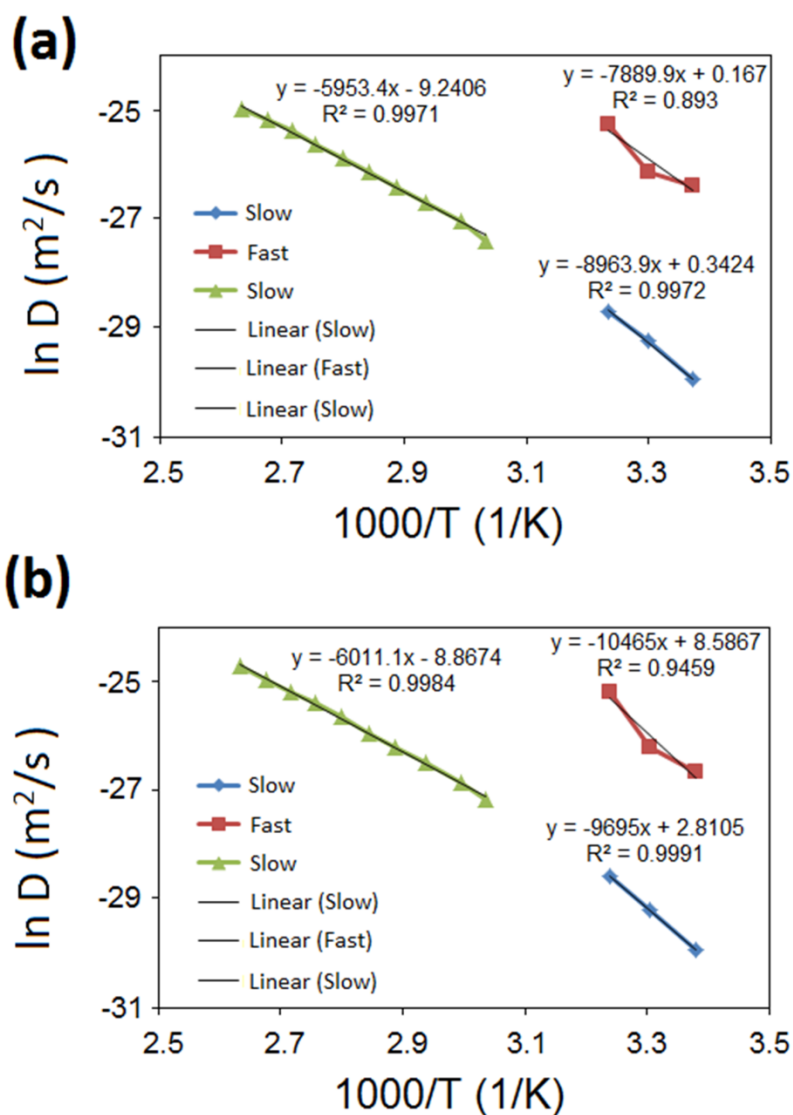 (a)
y = -5953.4x - 9.2406
R² = 0.9971
y = -7889.9x + 0.167
R² = 0.893
y = -8963.9x + 0.3424
R² = 0.9972
Slow
Fast
Slow
Linear (Slow)
Linear (Fast)
Linear (Slow)
-25
-27
-29
-31
ln D (m²/s)
2.5 2.7 2.9 3.1 3.3 3.5
1000/T (1/K)
(b)
y = -6011.1x - 8.8674
R² = 0.9984
y = -10465x + 8.5867
R² = 0.9459
y = -9695x + 2.8105
R² = 0.9991
Slow
Fast
Slow
Linear (Slow)
Linear (Fast)
Linear (Slow)
-25
-27
-29
-31
ln D (m²/s)
2.5 2.7 2.9 3.1 3.3 3.5
1000/T (1/K)